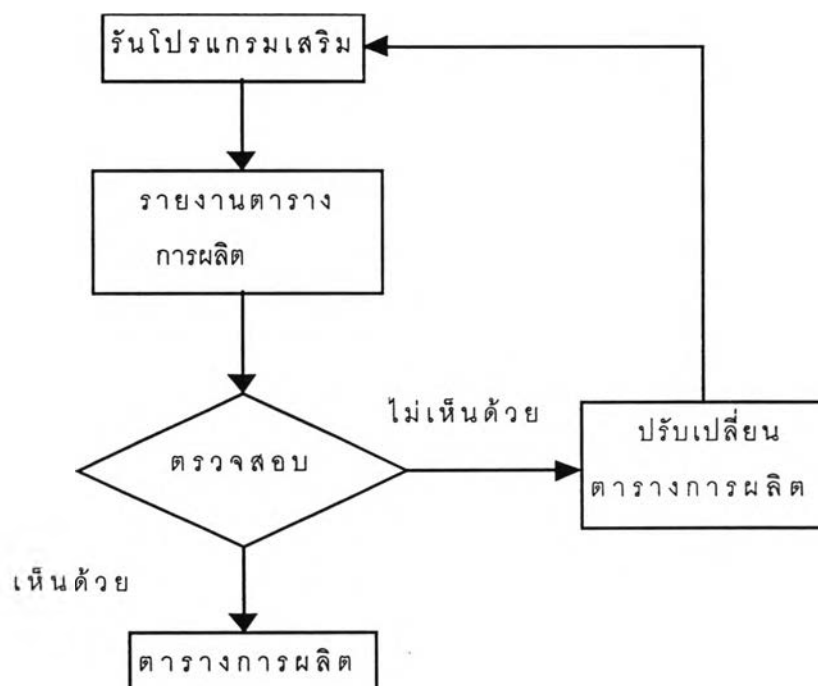 รันโปรแกรมเสริม
รายงานตาราง
การผลิต
ไม่เห็นด้วย
ตรวจสอบ
ปรับเปลี่ยน
ตารางการผลิต
เห็นด้วย
ตารางการผลิต